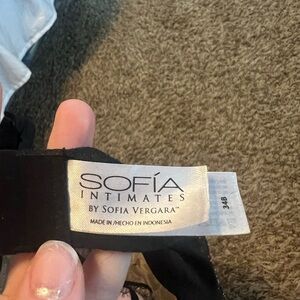 SOFÍA
INTIMATES
BY SOFIA VERGARA™
MADE IN/HECHO EN INDONESIA
34B